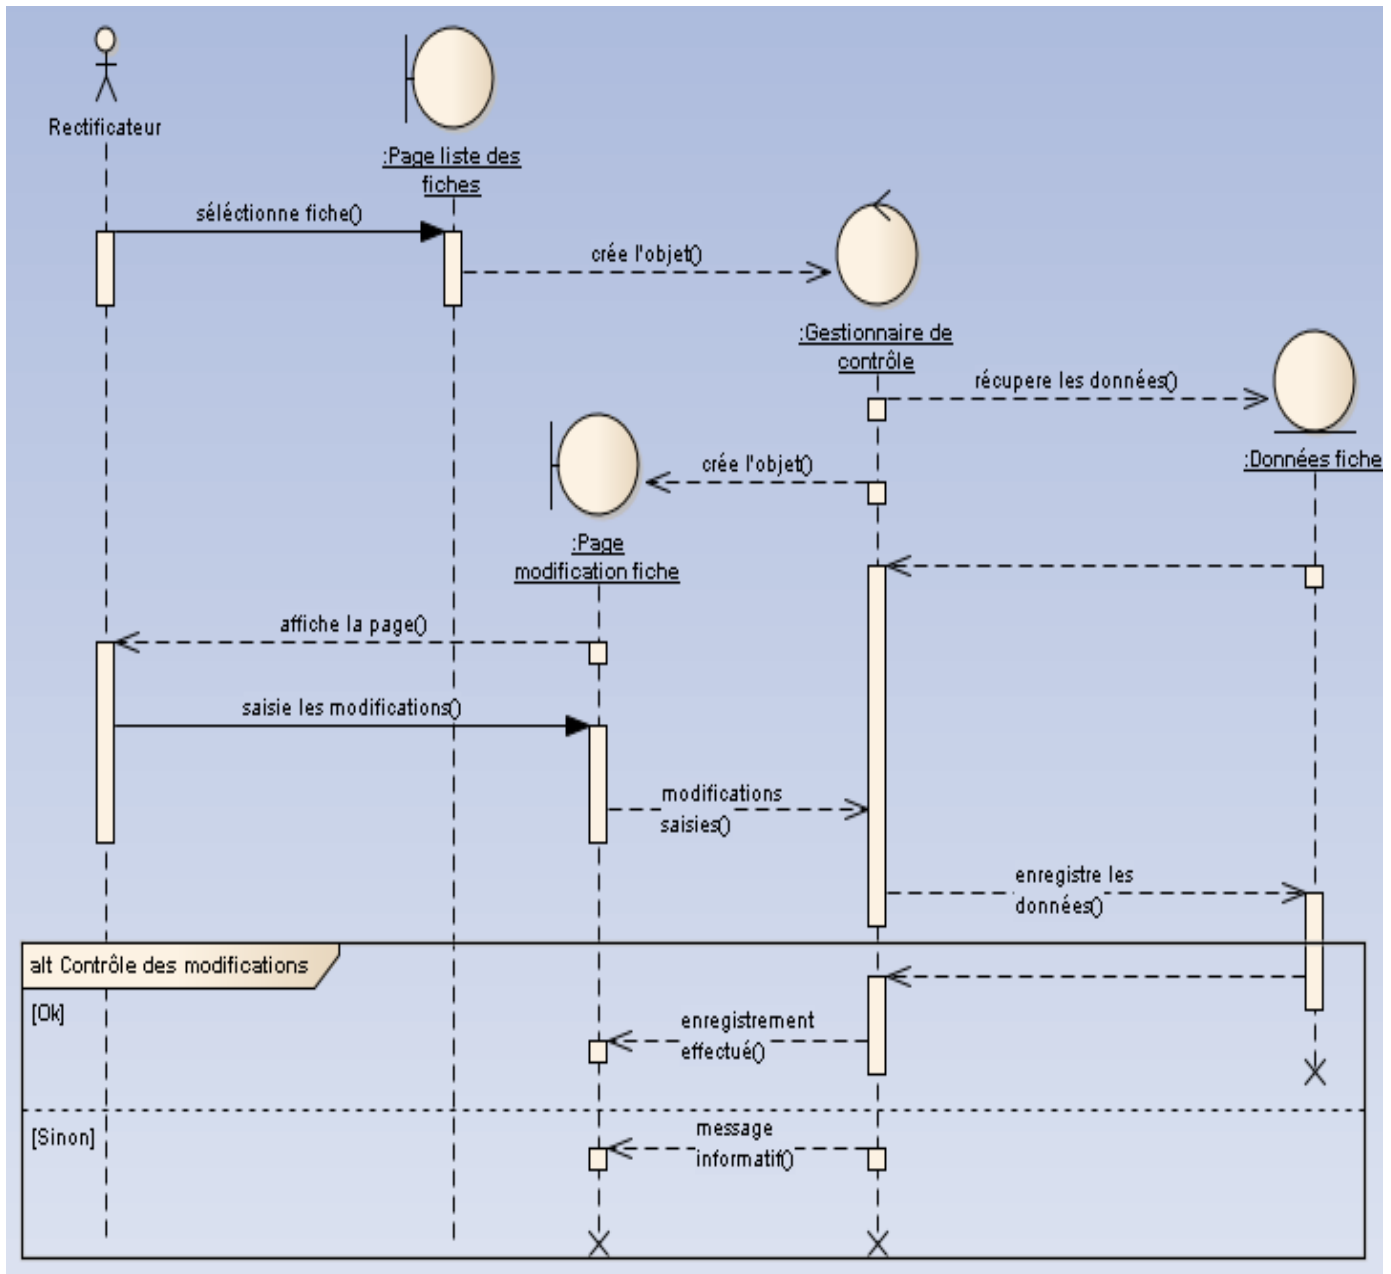 Rectificateur
:Page liste des
fiches
séléctionne fiche()
crée l'objet()
:Gestionnaire de
contrôle
récupere les données()
:Données fiche
crée l'objet()
:Page
modification fiche
affiche la page()
saisie les modifications()
modifications
saisies()
enregistre les
données()
alt Contrôle des modifications
[Ok]
enregistrement
effectué()
[Sinon]
message
informatif()